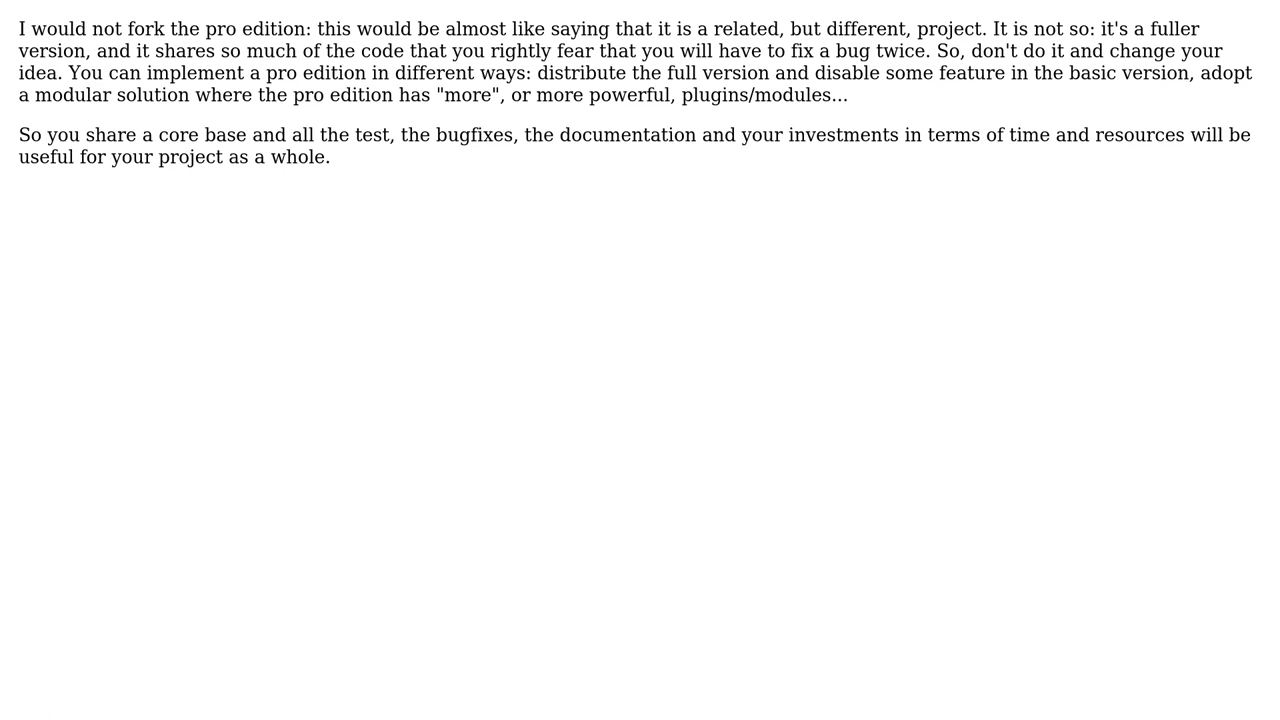 I would not fork the pro edition: this would be almost like saying that it is a related, but different, project. It is not so: it's a fuller
version, and it shares so much of the code that you rightly fear that you will have to fix a bug twice. So, don't do it and change your
idea. You can implement a pro edition in different ways: distribute the full version and disable some feature in the basic version, adopt
a modular solution where the pro edition has "more", or more powerful, plugins/modules...
So you share a core base and all the test, the bugfixes, the documentation and your investments in terms of time and resources will be
useful for your project as a whole.